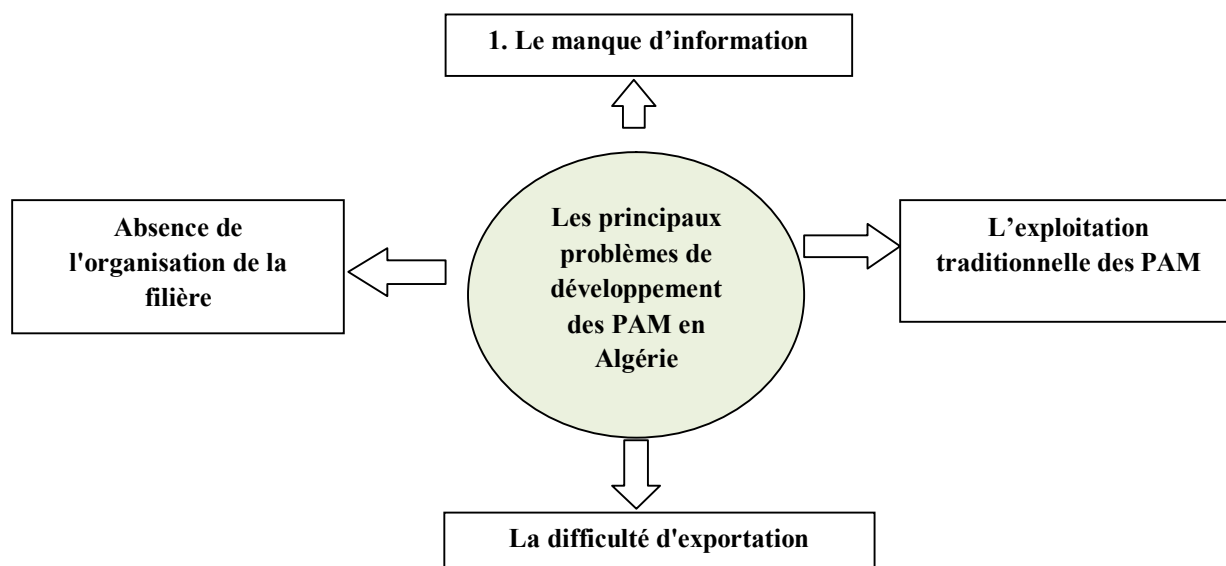 1. Le manque d’information
Absence de
l'organisation de la
filière
Les principaux
problèmes de
développement
des PAM en
Algérie
L’exploitation
traditionnelle des PAM
La difficulté d'exportation